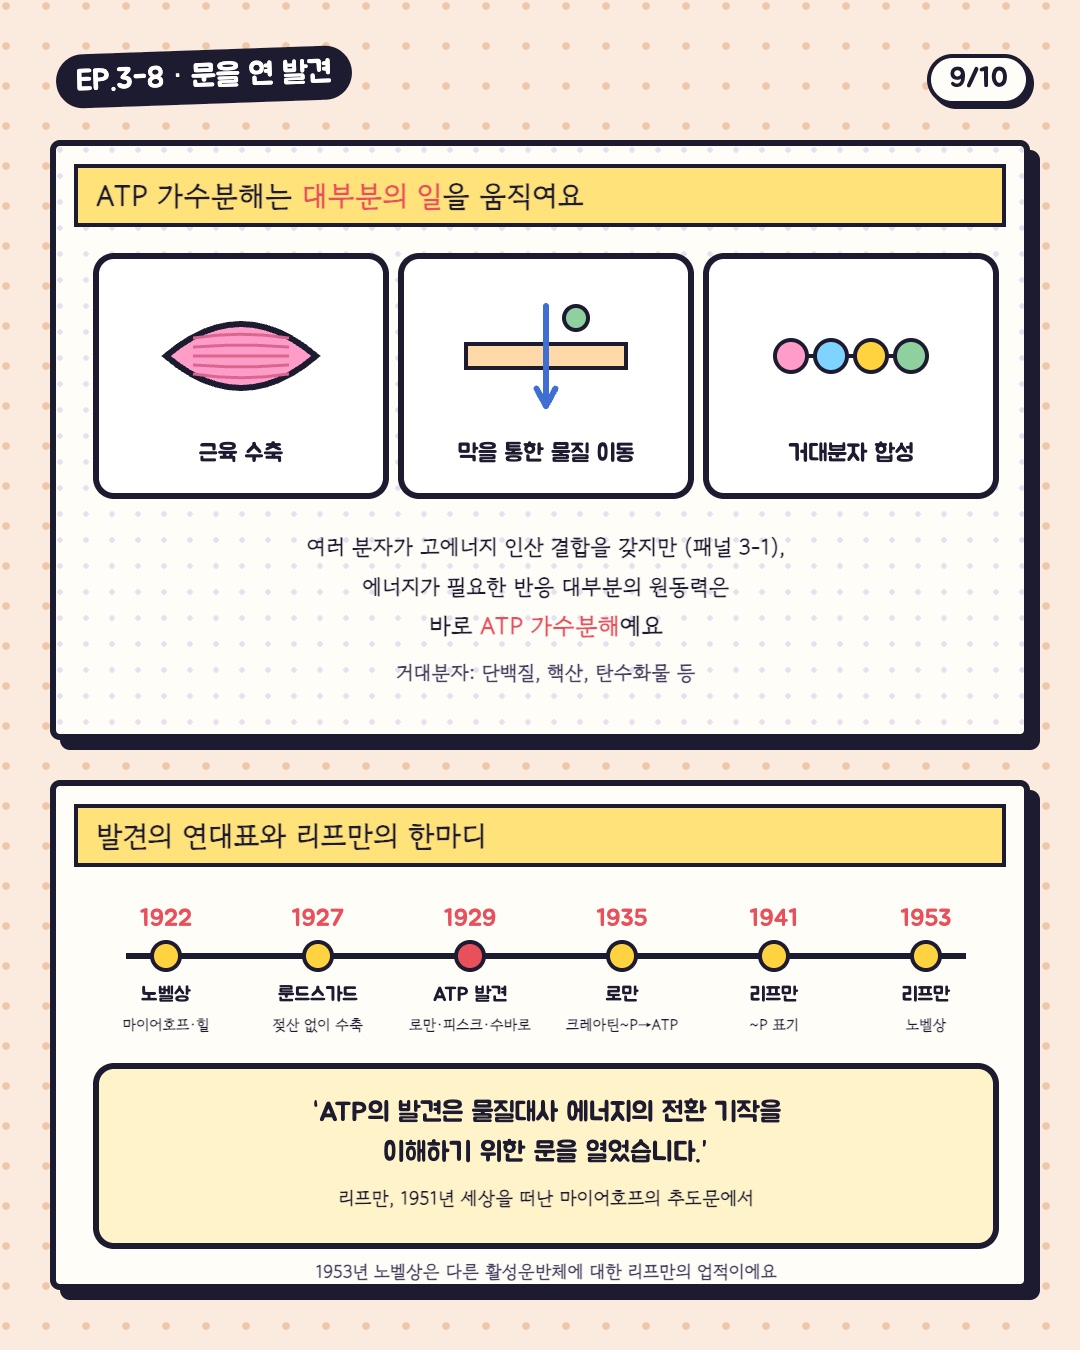 EP.3-8 · 문을 연 발견
9/10
ATP 가수분해는 대부분의 일을 움직여요
근육 수축
막을 통한 물질 이동
거대분자 합성
여러 분자가 고에너지 인산 결합을 갖지만 (패널 3-1),
에너지가 필요한 반응 대부분의 원동력은
바로 ATP 가수분해예요
거대분자: 단백질, 핵산, 탄수화물 등
발견의 연대표와 리프만의 한마디
1922 1927 1929 1935 1941 1953
노벨상 룬드스가드 ATP 발견 로만 리프만 리프만
마이어호프·힐 젖산 없이 수축 로만·피스크·수바로 크레아틴~P→ATP ~P 표기 노벨상
'ATP의 발견은 물질대사 에너지의 전환 기작을
이해하기 위한 문을 열었습니다.'
리프만, 1951년 세상을 떠난 마이어호프의 추도문에서
1953년 노벨상은 다른 활성운반체에 대한 리프만의 업적이에요